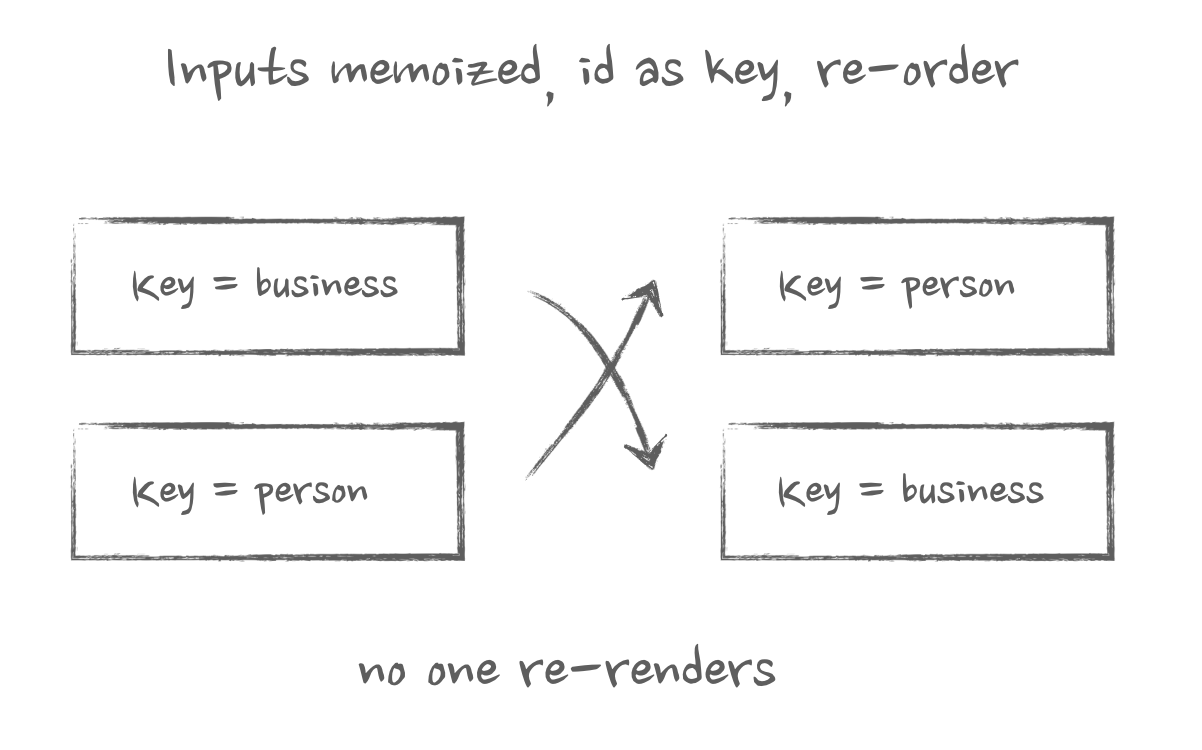 Inputs memoized, id as key, re-order
Key = business
Key = person
Key = person
Key = business
no one re-renders